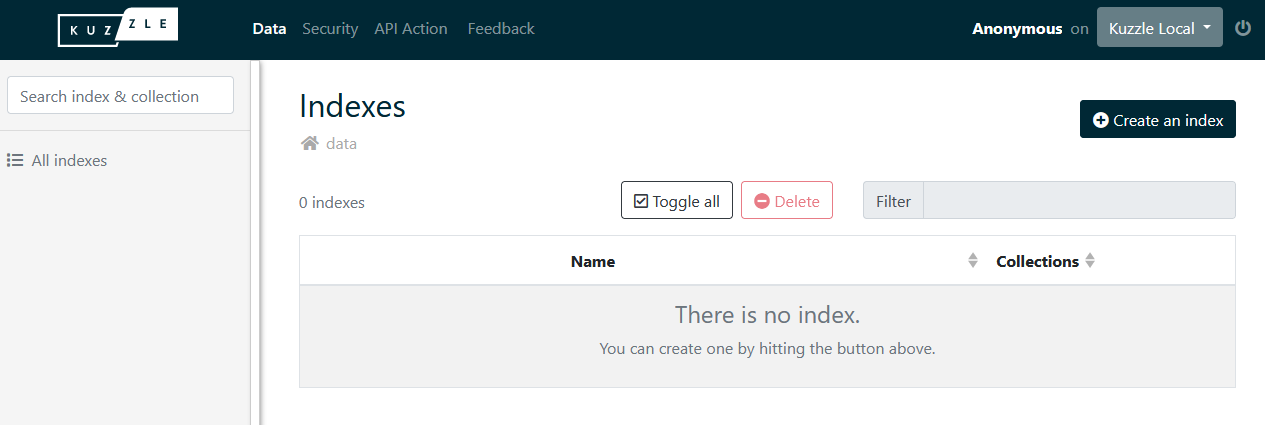 KUZZLE Data Security API Action Feedback Anonymous on Kuzzle Local
Search index & collection
All indexes
Indexes
Create an index
data
0 indexes Toggle all Delete Filter
Name Collections
There is no index.
You can create one by hitting the button above.